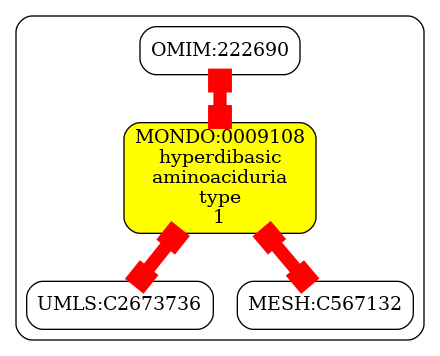 OMIM:222690
MONDO:0009108
hyperdibasic
aminoaciduria
type
1
UMLS:C2673736
MESH:C567132